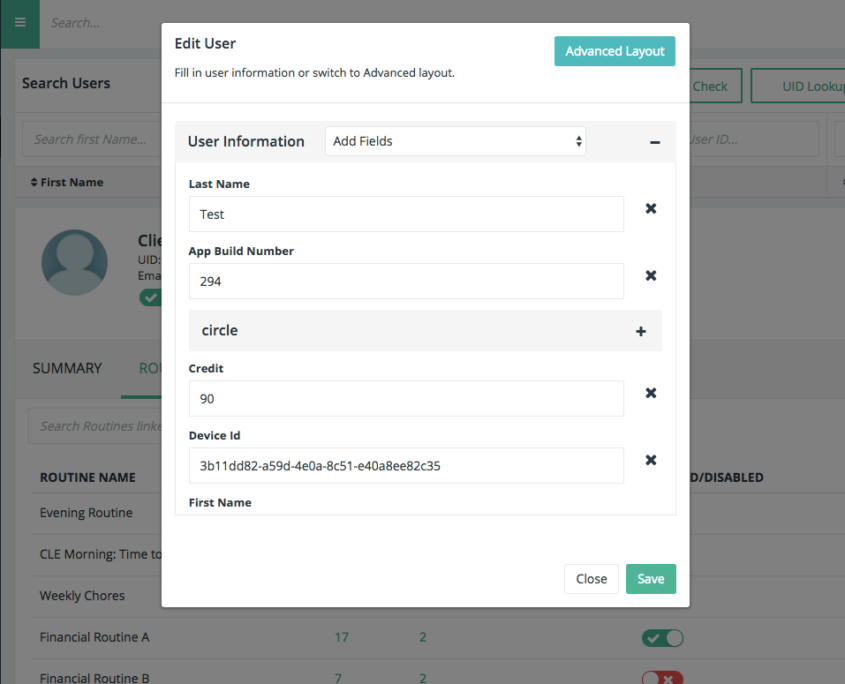 Search...
Edit User
Advanced Layout
Fill in user information or switch to Advanced layout.
Search Users
Check
UID Looku
User Information
Add Fields
Search first Name...
ser ID...
First Name
Last Name
Test
App Build Number
294
Clie
UID:
Ema
circle
SUMMARY
ROU
Credit
90
Search Routines linke
Device Id
3b11dd82-a59d-4e0a-8c51-e40a8ee82c35
ROUTINE NAME
D/DISABLED
First Name
Evening Routine
CLE Morning: Time to
Close
Save
Weekly Chores
Financial Routine A
17
2
Financial Routine B
7
2